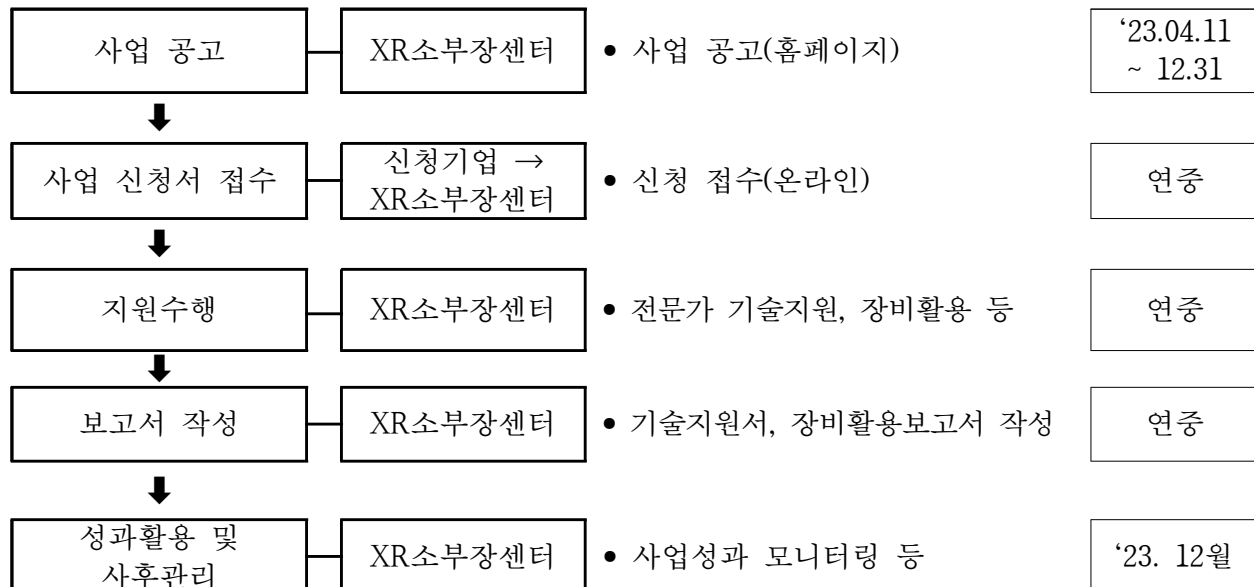 사업 공고
XR소부장센터
• 사업 공고(홈페이지)
‘23.04.11
~ 12.31
사업 신청서 접수
신청기업 →
XR소부장센터
• 신청 접수(온라인)
연중
지원수행
XR소부장센터
• 전문가 기술지원, 장비활용 등
연중
보고서 작성
XR소부장센터
• 기술지원서, 장비활용보고서 작성
연중
성과활용 및
사후관리
XR소부장센터
• 사업성과 모니터링 등
‘23. 12월